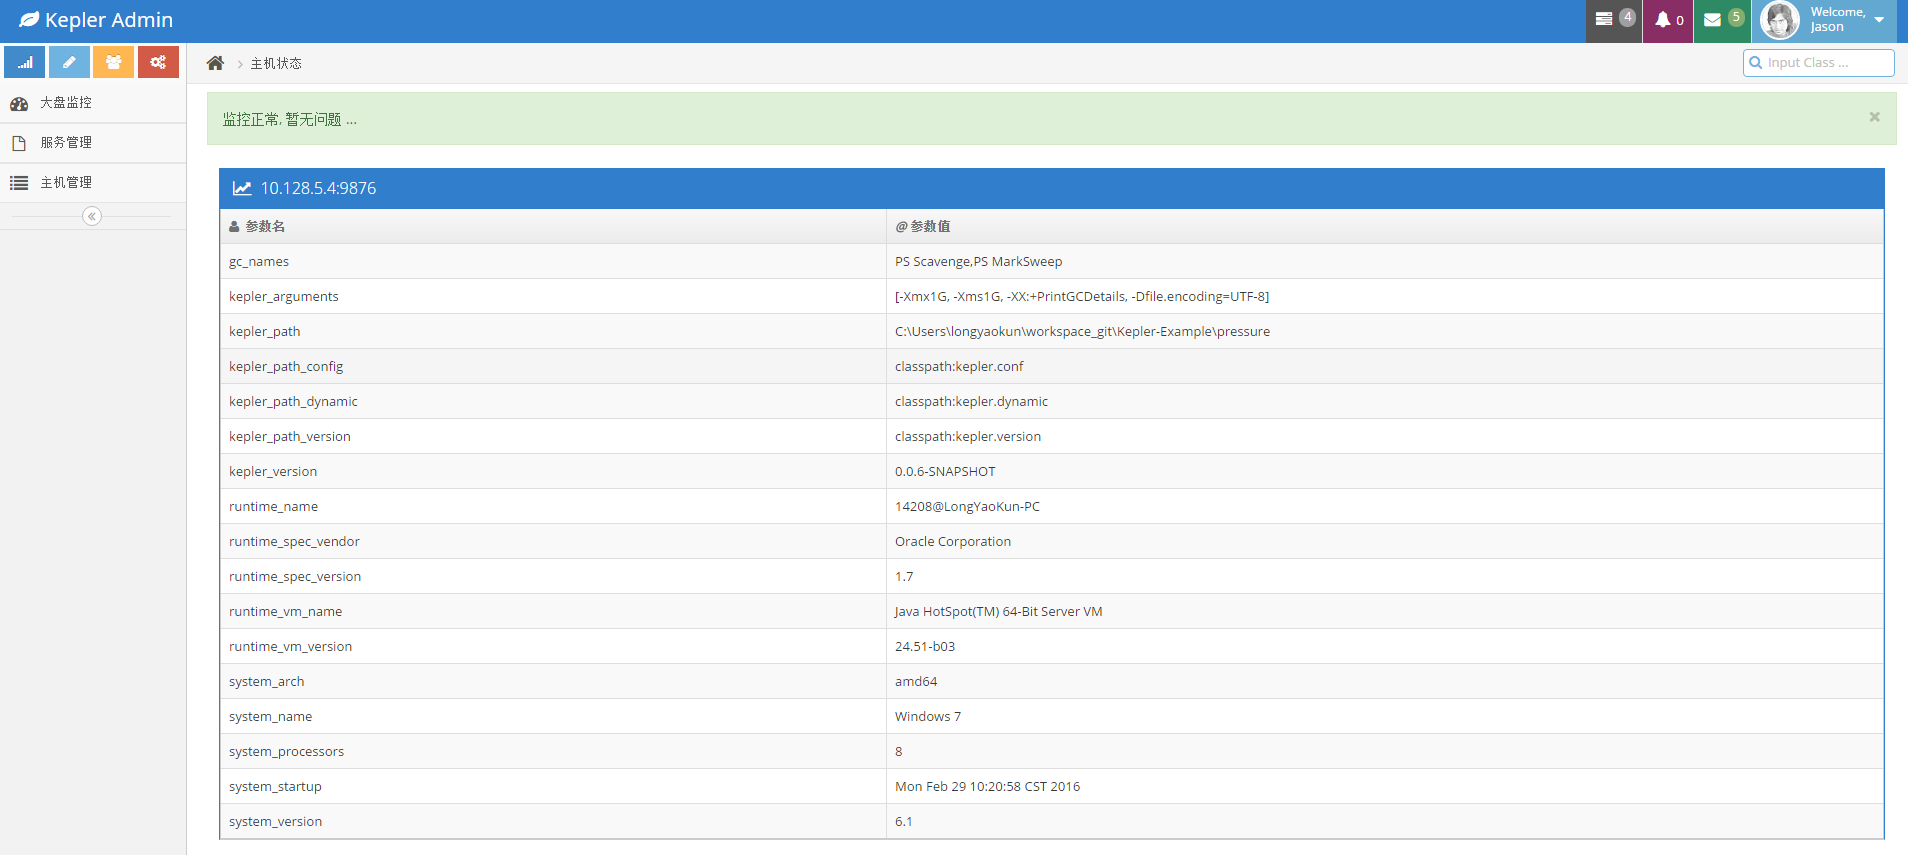 Kepler Admin
4
0
5
Welcome,
Jason
主机状态
Input Class ...
大盘监控
服务管理
主机管理
监控正常, 暂无问题 ...
×
10.128.5.4:9876
参数名 @ 参数值
gc_names PS Scavenge,PS MarkSweep
kepler_arguments [-Xmx1G, -Xms1G, -XX:+PrintGCDetails, -Dfile.encoding=UTF-8]
kepler_path C:\Users\longyaokun\workspace_git\Kepler-Example\pressure
kepler_path_config classpath:kepler.conf
kepler_path_dynamic classpath:kepler.dynamic
kepler_path_version classpath:kepler.version
kepler_version 0.0.6-SNAPSHOT
runtime_name 14208@LongYaoKun-PC
runtime_spec_vendor Oracle Corporation
runtime_spec_version 1.7
runtime_vm_name Java HotSpot(TM) 64-Bit Server VM
runtime_vm_version 24.51-b03
system_arch amd64
system_name Windows 7
system_processors 8
system_startup Mon Feb 29 10:20:58 CST 2016
system_version 6.1